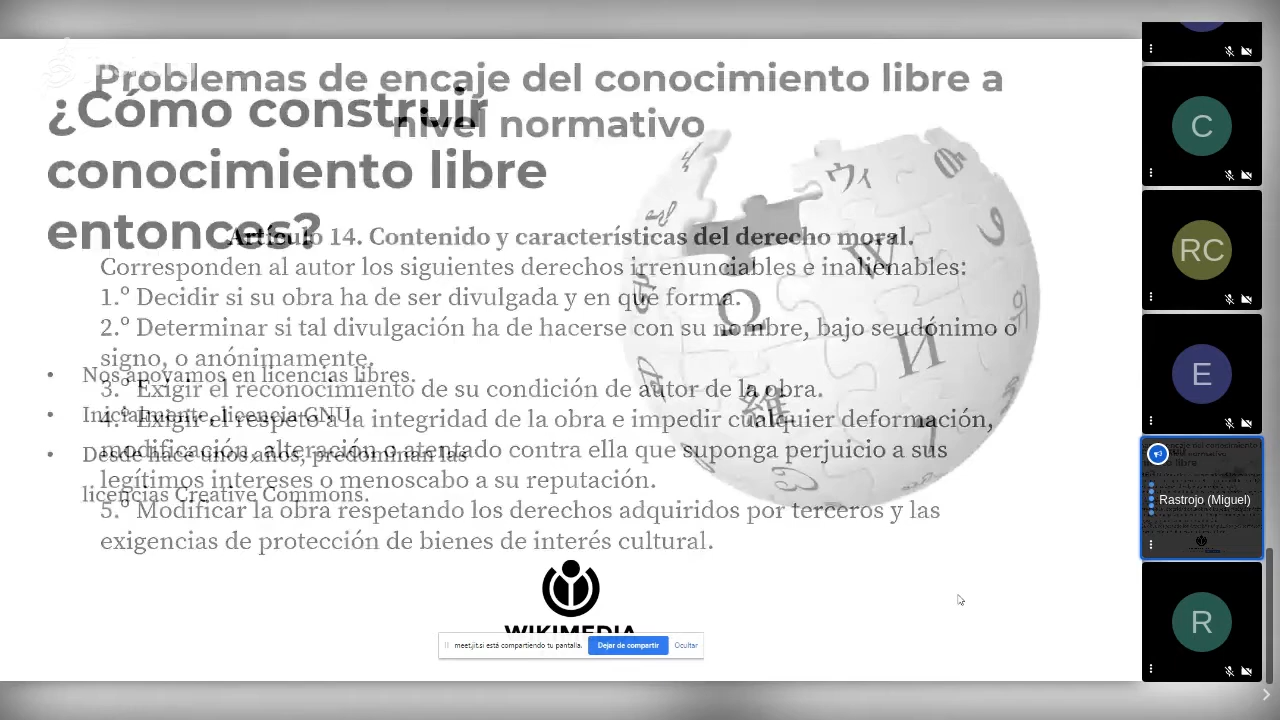 Problemas de encaje del conocimiento libre a
nivel normativo
¿Cómo construir
conocimiento libre
entonces?
Artículo 14. Contenido y características del derecho moral.
Corresponden al autor los siguientes derechos irrenunciables e inalienables:
1.º Decidir si su obra ha de ser divulgada y en qué forma.
2.º Determinar si tal divulgación ha de hacerse con su nombre, bajo seudónimo o
signo, o anónimamente.
3.º Exigir el reconocimiento de su condición de autor de la obra.
4.º Exigir el respeto a la integridad de la obra e impedir cualquier deformación,
modificación, alteración o atentado contra ella que suponga perjuicio a sus
legítimos intereses o menoscabo a su reputación.
5.º Modificar la obra respetando los derechos adquiridos por terceros y las
exigencias de protección de bienes de interés cultural.
• Nos apoyamos en licencias libres.
• Inicialmente, licencia GNU.
• Desde hace unos años, predominan las
licencias Creative Commons.
Ω
W
И
ウィ
維
WIKIMEDIA
meet.jit.si está compartiendo tu pantalla.
Dejar de compartir
Ocultar
C
RC
E
Rastrojo (Miguel)
R